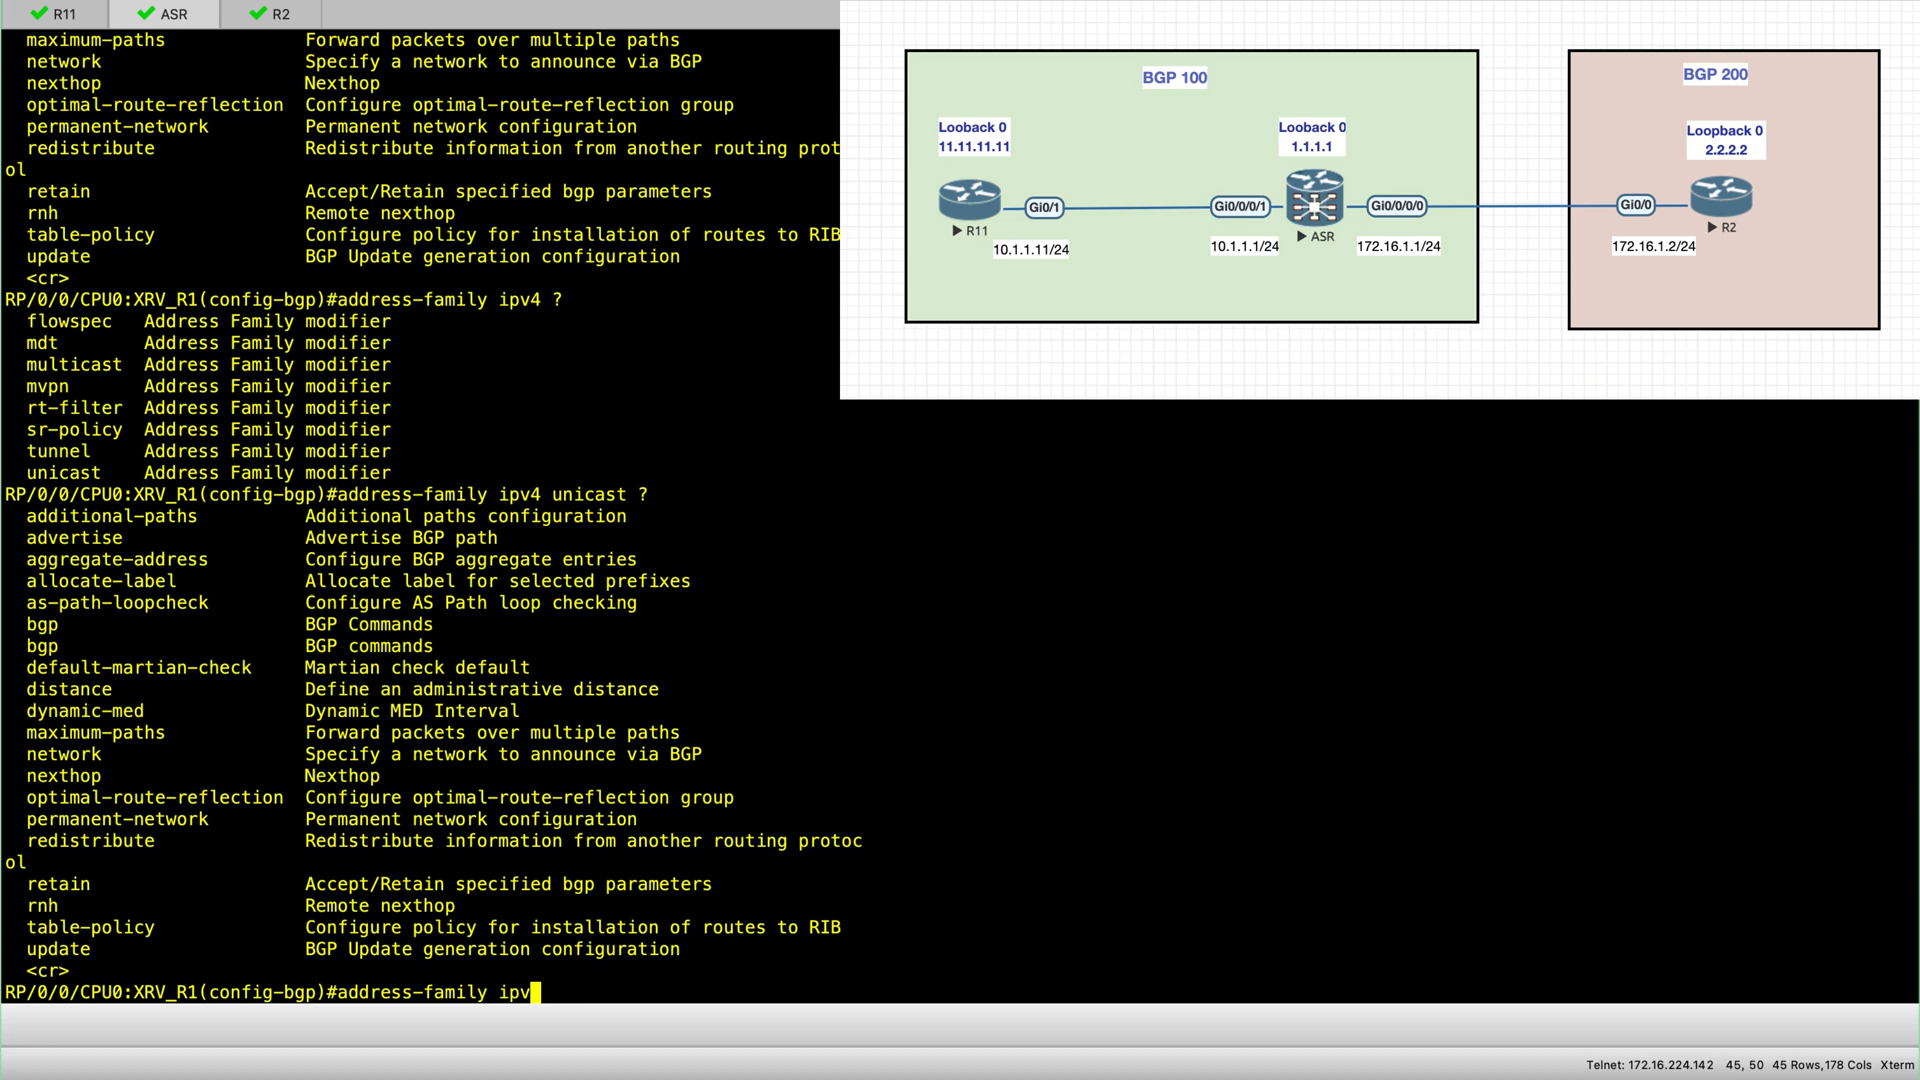 R11
ASR
R2
maximum-paths Forward packets over multiple paths
network Specify a network to announce via BGP
nexthop Nexthop
optimal-route-reflection Configure optimal-route-reflection group
permanent-network Permanent network configuration
redistribute Redistribute information from another routing prot
ol
retain Accept/Retain specified bgp parameters
rnh Remote nexthop
table-policy Configure policy for installation of routes to RIB
update BGP Update generation configuration
<cr>
RP/0/0/CPU0:XRV_R1(config-bgp)#address-family ipv4 ?
flowspec Address Family modifier
mdt Address Family modifier
multicast Address Family modifier
mvpn Address Family modifier
rt-filter Address Family modifier
sr-policy Address Family modifier
tunnel Address Family modifier
unicast Address Family modifier
RP/0/0/CPU0:XRV_R1(config-bgp)#address-family ipv4 unicast ?
additional-paths Additional paths configuration
advertise Advertise BGP path
aggregate-address Configure BGP aggregate entries
allocate-label Allocate label for selected prefixes
as-path-loopcheck Configure AS Path loop checking
bgp BGP Commands
bgp BGP commands
default-martian-check Martian check default
distance Define an administrative distance
dynamic-med Dynamic MED Interval
maximum-paths Forward packets over multiple paths
network Specify a network to announce via BGP
nexthop Nexthop
optimal-route-reflection Configure optimal-route-reflection group
permanent-network Permanent network configuration
redistribute Redistribute information from another routing protoc
ol
retain Accept/Retain specified bgp parameters
rnh Remote nexthop
table-policy Configure policy for installation of routes to RIB
update BGP Update generation configuration
<cr>
RP/0/0/CPU0:XRV_R1(config-bgp)#address-family ipv
BGP 100
Looback 0
11.11.11.11
Looback 0
1.1.1.1
Gi0/1
Gi0/0/0/1
Gi0/0/0/0
R11
ASR
10.1.1.11/24
10.1.1.1/24
172.16.1.1/24
BGP 200
Loopback 0
2.2.2.2
Gi0/0
R2
172.16.1.2/24
Telnet: 172.16.224.142 45, 50 45 Rows,178 Cols Xterm